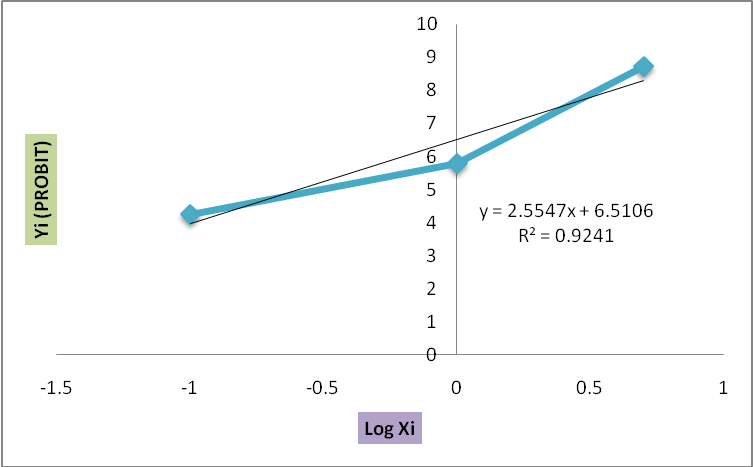 10
9
8
7
6
5
4
3
2
1
0
Yi (PROBIT)
y = 2.5547x + 6.5106
R² = 0.9241
-1.5 -1 -0.5 0 0.5 1
Log Xi